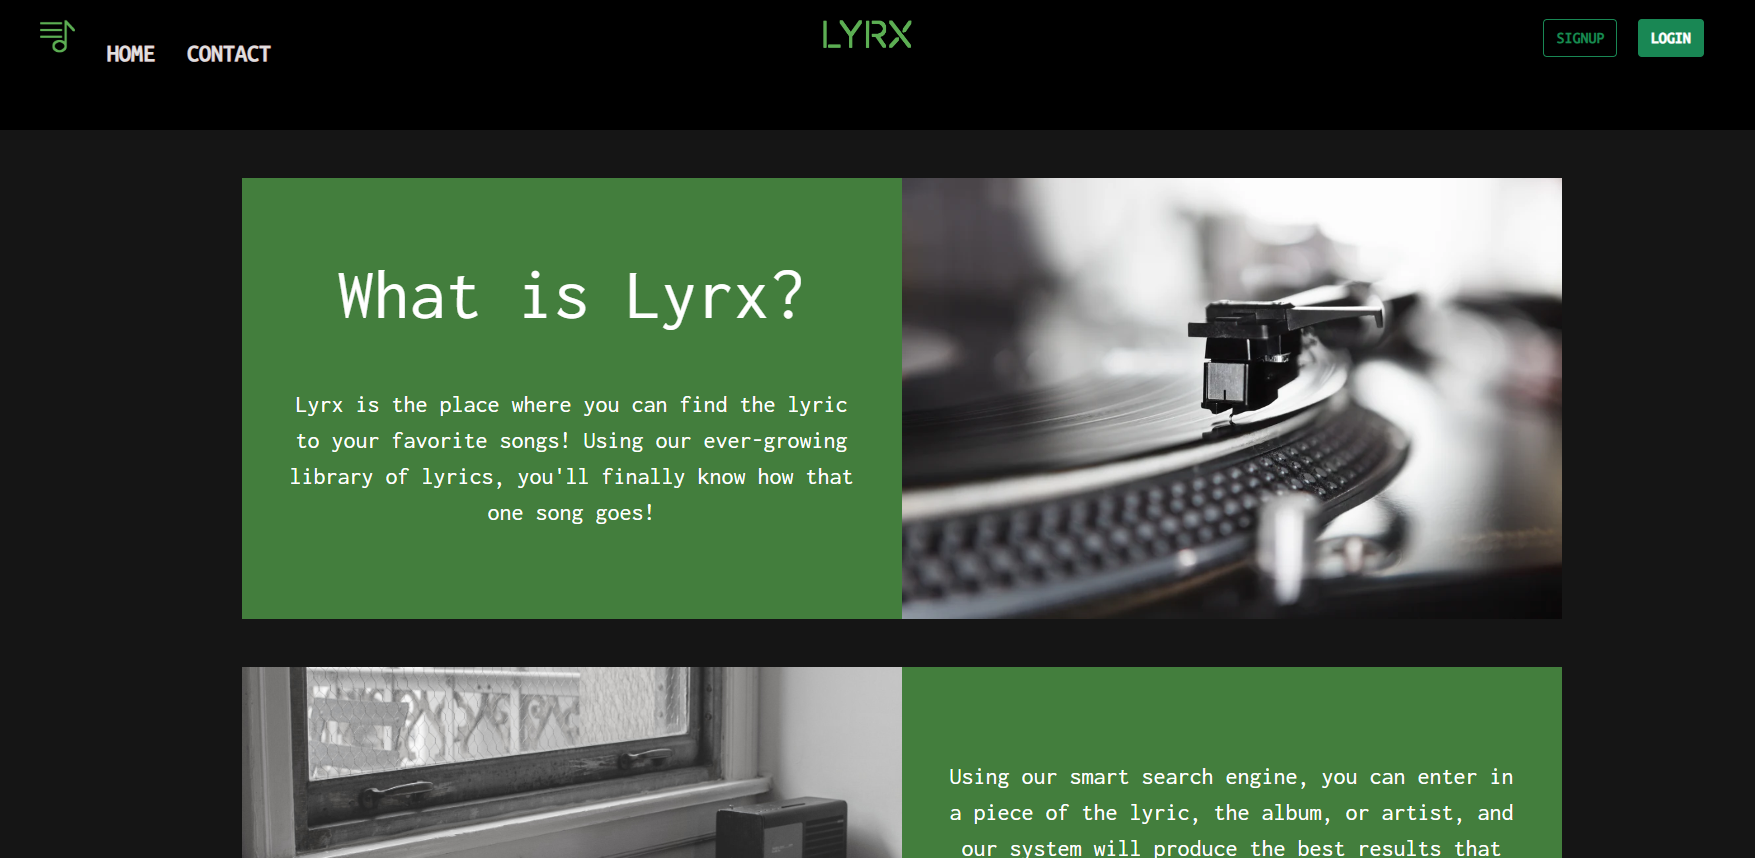 HOME CONTACT LYRX SIGNUP LOGIN
What is Lyrx?
Lyrx is the place where you can find the lyric
to your favorite songs! Using our ever-growing
library of lyrics, you'll finally know how that
one song goes!
Using our smart search engine, you can enter in
a piece of the lyric, the album, or artist, and
our system will produce the best results that